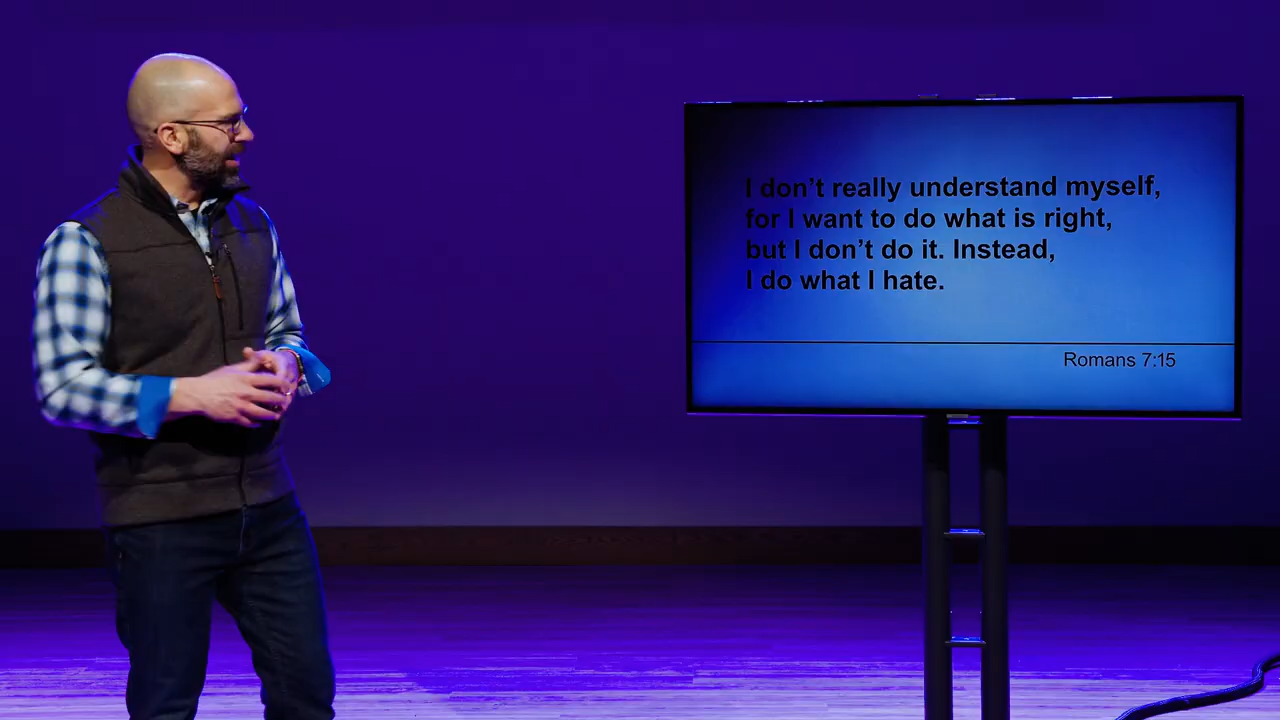 I don’t really understand myself,
for I want to do what is right,
but I don’t do it. Instead,
I do what I hate.
Romans 7:15